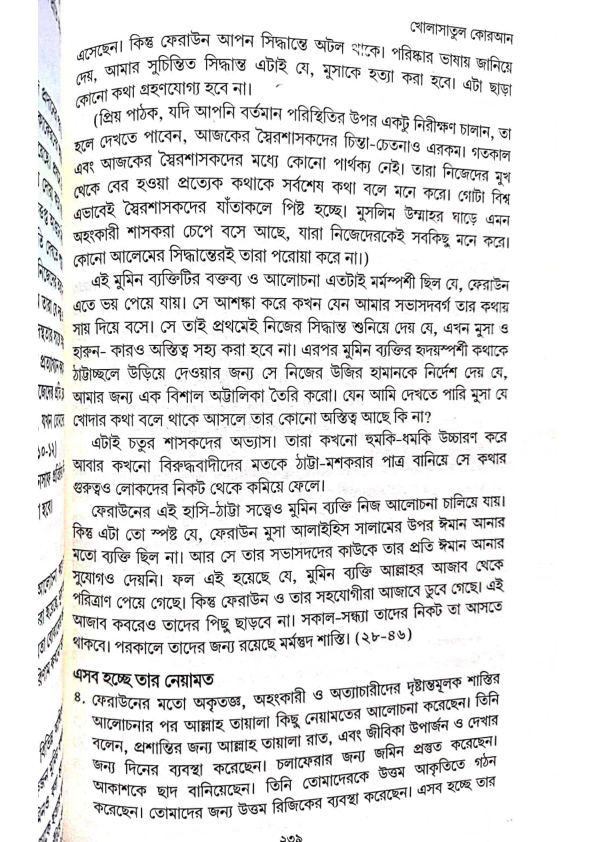 খোলাসাতুল কোরআন
এসেছেন। কিন্তু ফেরাউন আপন সিদ্ধান্তে অটল থাকে। পরিষ্কার ভাষায় জানিয়ে
দেয়, আমার সুচিন্তিত সিদ্ধান্ত এটাই যে, মুসাকে হত্যা করা হবে। এটা ছাড়া
কোনো কথা গ্রহণযোগ্য হবে না।
(প্রিয় পাঠক, যদি আপনি বর্তমান পরিস্থিতির উপর একটু নিরীক্ষণ চালান, তা
হলে দেখতে পাবেন, আজকের স্বৈরশাসকদের চিন্তা-চেতনাও এরকম। গতকাল
এবং আজকের স্বৈরশাসকদের মধ্যে কোনো পার্থক্য নেই। তারা নিজেদের মুখ
থেকে বের হওয়া প্রত্যেক কথাকে সর্বশেষ কথা বলে মনে করে। গোটা বিশ্ব
এভাবেই স্বৈরশাসকদের যাঁতাকলে পিষ্ট হচ্ছে। মুসলিম উম্মাহর ঘাড়ে এমন
অহংকারী শাসকরা চেপে বসে আছে, যারা নিজেদেরকেই সবকিছু মনে করে।
কোনো আলেমের সিদ্ধান্তেরই তারা পরোয়া করে না।)
এই মুমিন ব্যক্তিটির বক্তব্য ও আলোচনা এতটাই মর্মস্পর্শী ছিল যে, ফেরাউন
এতে ভয় পেয়ে যায়। সে আশঙ্কা করে কখন যেন আমার সভাসদবর্গ তার কথায়
সায় দিয়ে বসে। সে তাই প্রথমেই নিজের সিদ্ধান্ত শুনিয়ে দেয় যে, এখন মুসা ও
হারুন- কারও অস্তিত্ব সহ্য করা হবে না। এরপর মুমিন ব্যক্তির হৃদয়স্পর্শী কথাকে
ঠাট্টাচ্ছলে উড়িয়ে দেওয়ার জন্য সে নিজের উজির হামানকে নির্দেশ দেয় যে,
আমার জন্য এক বিশাল অট্টালিকা তৈরি করো। যেন আমি দেখতে পারি মুসা যে
খোদার কথা বলে থাকে আসলে তার কোনো অস্তিত্ব আছে কি না?
এটাই চতুর শাসকদের অভ্যাস। তারা কখনো হুমকি-ধমকি উচ্চারণ করে
আবার কখনো বিরুদ্ধবাদীদের মতকে ঠাট্টা-মশকরার পাত্র বানিয়ে সে কথার
গুরুত্বও লোকদের নিকট থেকে কমিয়ে ফেলে।
ফেরাউনের এই হাসি-ঠাট্টা সত্ত্বেও মুমিন ব্যক্তি নিজ আলোচনা চালিয়ে যায়।
কিন্তু এটা তো স্পষ্ট যে, ফেরাউন মুসা আলাইহিস সালামের উপর ঈমান আনার
মতো ব্যক্তি ছিল না। আর সে তার সভাসদদের কাউকে তার প্রতি ঈমান আনার
সুযোগও দেয়নি। ফল এই হয়েছে যে, মুমিন ব্যক্তি আল্লাহর আজাব থেকে
পরিত্রাণ পেয়ে গেছে। কিন্তু ফেরাউন ও তার সহযোগীরা আজাবে ডুবে গেছে। এই
আজাব কবরেও তাদের পিছু ছাড়বে না। সকাল-সন্ধ্যা তাদের নিকট তা আসতে
থাকবে। পরকালে তাদের জন্য রয়েছে মর্মন্তুদ শাস্তি। (২৮-৪৬)
এসব হচ্ছে তার নেয়ামত
৪. ফেরাউনের মতো অকৃতজ্ঞ, অহংকারী ও অত্যাচারীদের দৃষ্টান্তমূলক শাস্তির
আলোচনার পর আল্লাহ তায়ালা কিছু নেয়ামতের আলোচনা করেছেন। তিনি
বলেন, প্রশান্তির জন্য আল্লাহ তায়ালা রাত, এবং জীবিকা উপার্জন ও দেখার
জন্য দিনের ব্যবস্থা করেছেন। চলাফেরার জন্য জমিন প্রস্তুত করেছেন।
আকাশকে ছাদ বানিয়েছেন। তিনি তোমাদেরকে উত্তম আকৃতিতে গঠন
করেছেন। তোমাদের জন্য উত্তম রিজিকের ব্যবস্থা করেছেন। এসব হচ্ছে তার
২৩৯